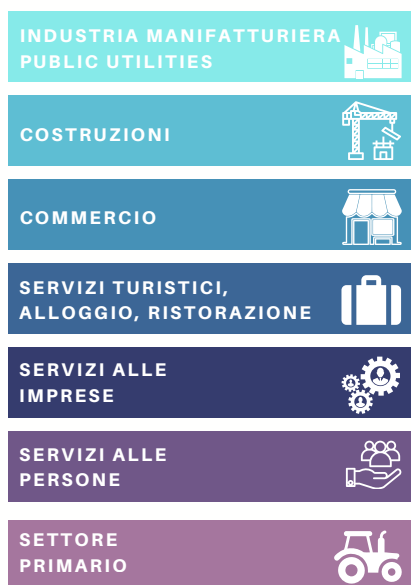 INDUSTRIA MANIFATTURIERA
PUBLIC UTILITIES
COSTRUZIONI
COMMERCIO
SERVIZI TURISTICI,
ALLOGGIO, RISTORAZIONE
SERVIZI ALLE
IMPRESE
SERVIZI ALLE
PERSONE
SETTORE
PRIMARIO